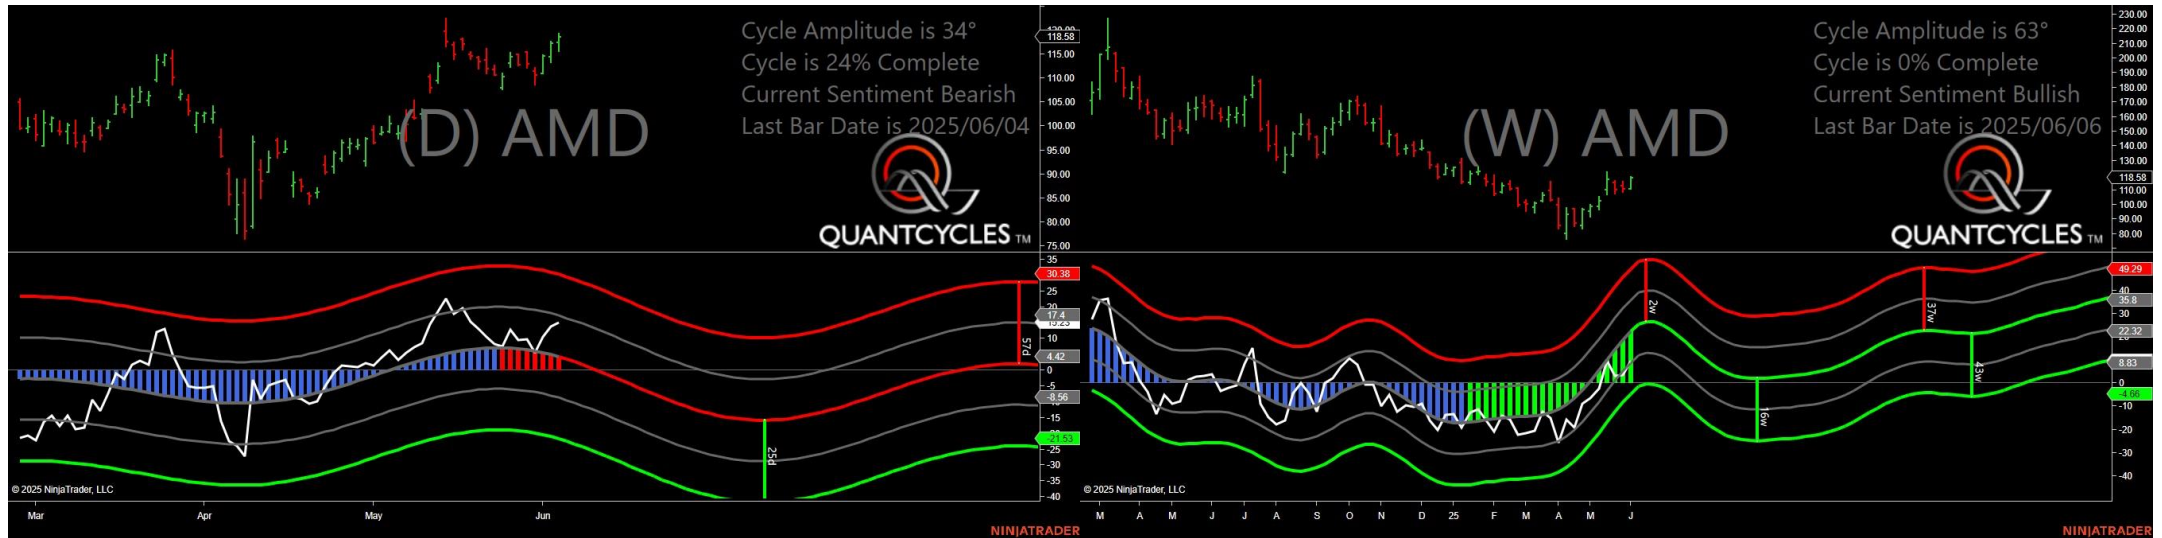 Cycle Amplitude is 34°
Cycle is 24% Complete
Current Sentiment Bearish
Last Bar Date is 2025/06/04
(D) AMD
QUANTCYCLES TM
118.58
115.00
110.00
105.00
100.00
95.00
90.00
85.00
80.00
75.00
35
30.38
25
20
17.4
15.23
10
4.42
0
-5
-8.56
-15
-21.53
-25
-30
-35
-40
57d
25d
© 2025 NinjaTrader, LLC
Mar Apr May Jun
NINJATRADER
Cycle Amplitude is 63°
Cycle is 0% Complete
Current Sentiment Bullish
Last Bar Date is 2025/06/06
(W) AMD
QUANTCYCLES TM
230.00
220.00
210.00
200.00
190.00
180.00
170.00
160.00
150.00
140.00
130.00
118.58
110.00
100.00
90.00
80.00
49.29
40
35.8
30
22.32
8.83
0
-4.66
-10
-20
-30
-40
2w
16w
37w
43w
© 2025 NinjaTrader, LLC
M A M J J A S O N D 25 F M A M J
NINJATRADER